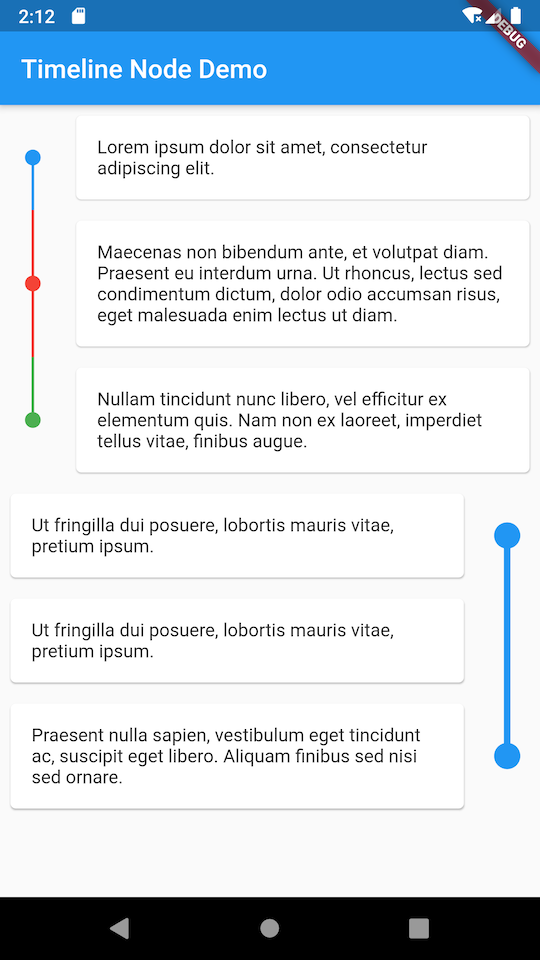 2:12
DEBUG
Timeline Node Demo
Lorem ipsum dolor sit amet, consectetur
adipiscing elit.
Maecenas non bibendum ante, et volutpat diam.
Praesent eu interdum urna. Ut rhoncus, lectus sed
condimentum dictum, dolor odio accumsan risus,
eget malesuada enim lectus ut diam.
Nullam tincidunt nunc libero, vel efficitur ex
elementum quis. Nam non ex laoreet, imperdiet
tellus vitae, finibus augue.
Ut fringilla dui posuere, lobortis mauris vitae,
pretium ipsum.
Ut fringilla dui posuere, lobortis mauris vitae,
pretium ipsum.
Praesent nulla sapien, vestibulum eget tincidunt
ac, suscipit eget libero. Aliquam finibus sed nisi
sed ornare.